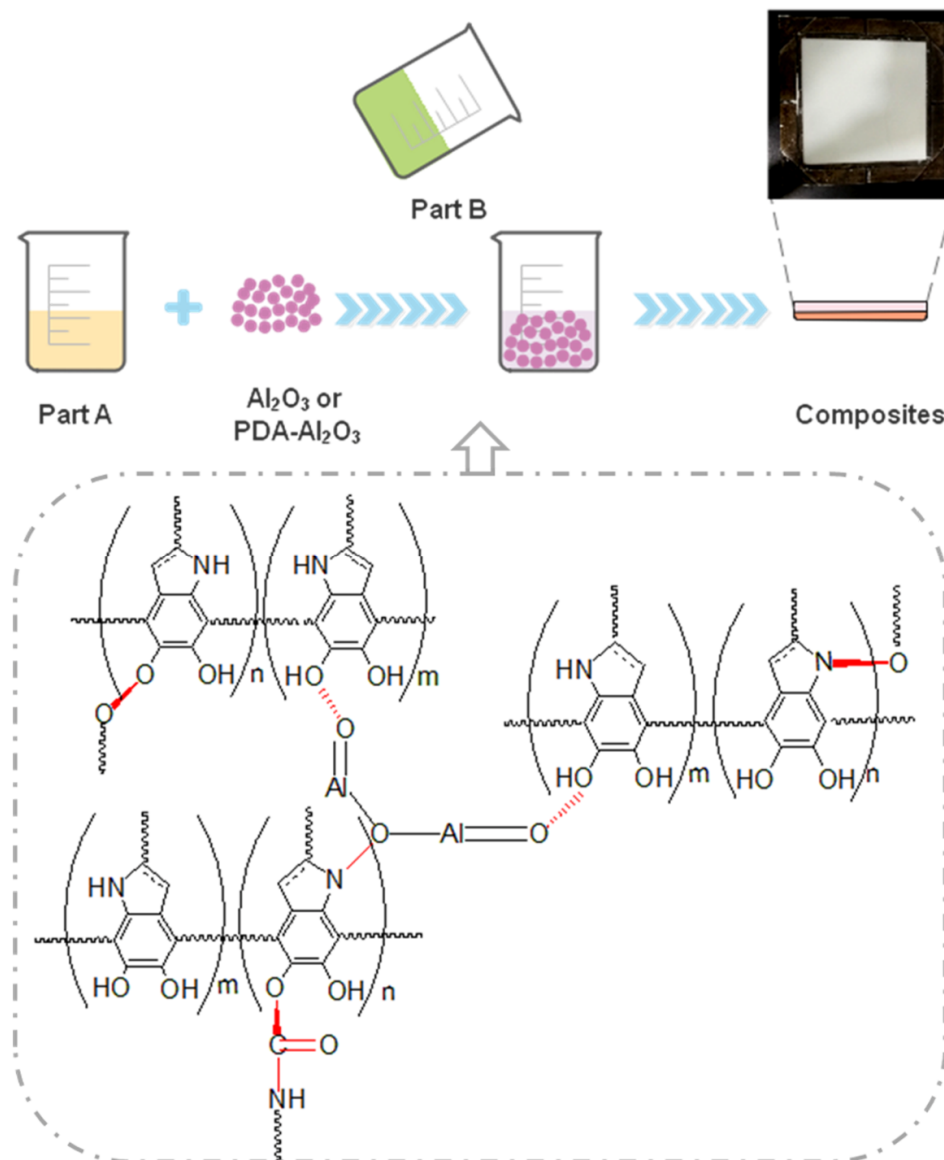 Part B
Part A
Al₂O₃ or
PDA-Al₂O₃
Composites
NH
HN
O
OH
n
HO
OH
m
O
O
Al
O
Al
O
HN
HO
OH
m
N
O
HO
OH
n
HN
HO
OH
m
N
O
OH
n
C
O
NH